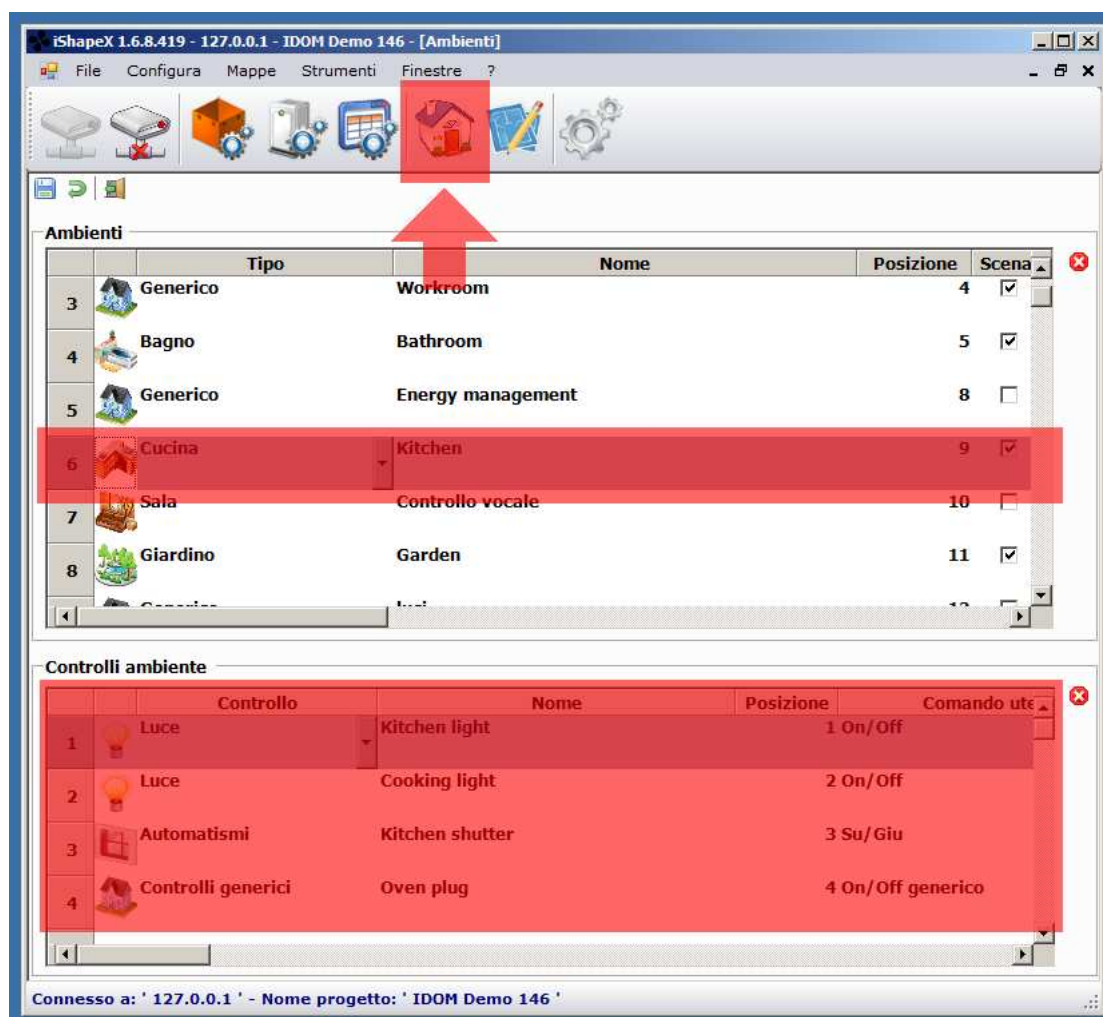 iShapeX 1.6.8.419 - 127.0.0.1 - IDOM Demo 146 - [Ambienti]
File Configura Mappe Strumenti Finestre ?
Ambienti
Tipo Nome Posizione Scena
3 Generico Workroom 4
4 Bagno Bathroom 5
5 Generico Energy management 8
6 Cucina Kitchen 9
7 Sala Controllo vocale 10
8 Giardino Garden 11
Controlli ambiente
Controllo Nome Posizione Comando ute
1 Luce Kitchen light 1 On/Off
2 Luce Cooking light 2 On/Off
3 Automatismi Kitchen shutter 3 Su/Giu
4 Controlli generici Oven plug 4 On/Off generico
Connesso a: ' 127.0.0.1 ' - Nome progetto: ' IDOM Demo 146 '